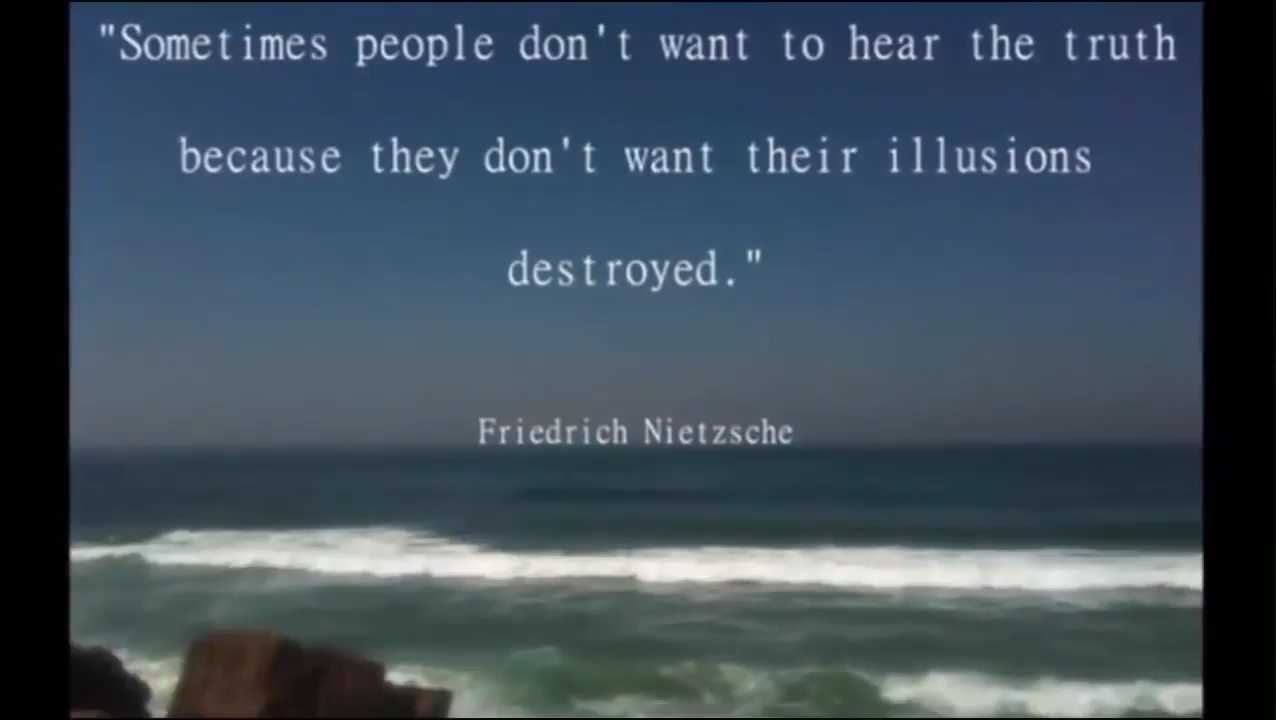 "Sometimes people don't want to hear the truth
because they don't want their illusions
destroyed."
Friedrich Nietzsche